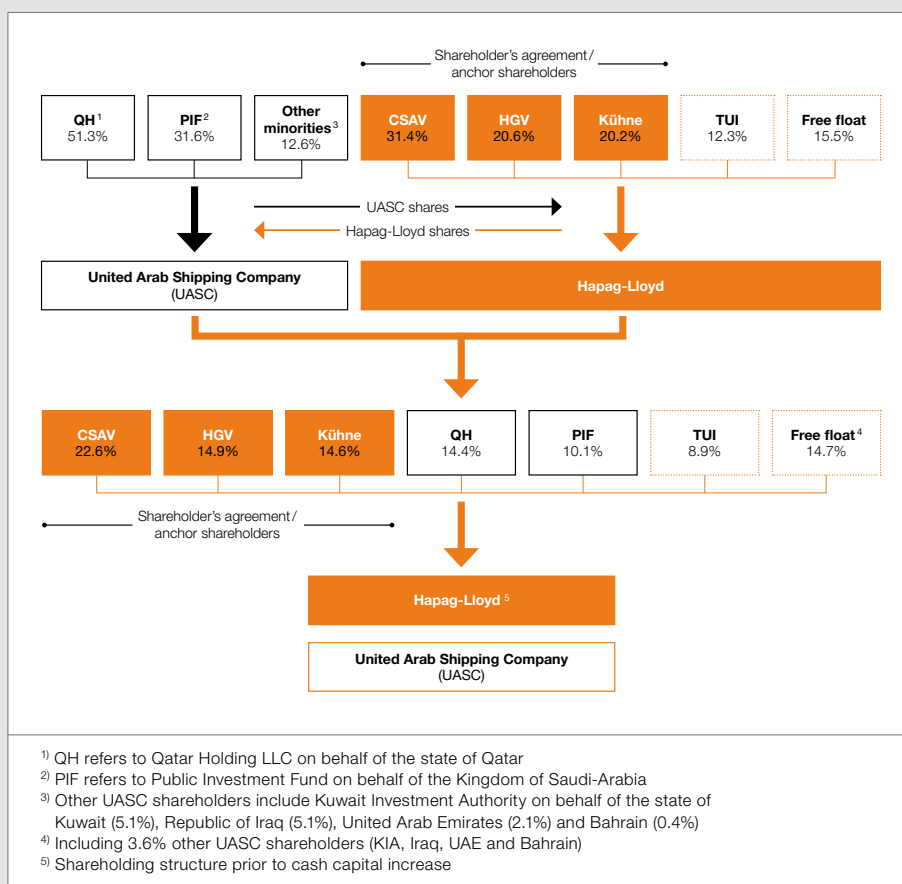 Shareholder's agreement/
anchor shareholders
QH ¹
51.3%
PIF²
31.6%
Other
minorities³
12.6%
CSAV
31.4%
HGV
20.6%
Kühne
20.2%
TUI
12.3%
Free float
15.5%
UASC shares
Hapag-Lloyd shares
United Arab Shipping Company
(UASC)
Hapag-Lloyd
CSAV
22.6%
HGV
14.9%
Kühne
14.6%
QH
14.4%
PIF
10.1%
TUI
8.9%
Free float⁴
14.7%
Shareholder's agreement/
anchor shareholders
Hapag-Lloyd ⁵
United Arab Shipping Company
(UASC)
¹⁾ QH refers to Qatar Holding LLC on behalf of the state of Qatar
²⁾ PIF refers to Public Investment Fund on behalf of the Kingdom of Saudi-Arabia
³⁾ Other UASC shareholders include Kuwait Investment Authority on behalf of the state of
Kuwait (5.1%), Republic of Iraq (5.1%), United Arab Emirates (2.1%) and Bahrain (0.4%)
⁴⁾ Including 3.6% other UASC shareholders (KIA, Iraq, UAE and Bahrain)
⁵⁾ Shareholding structure prior to cash capital increase